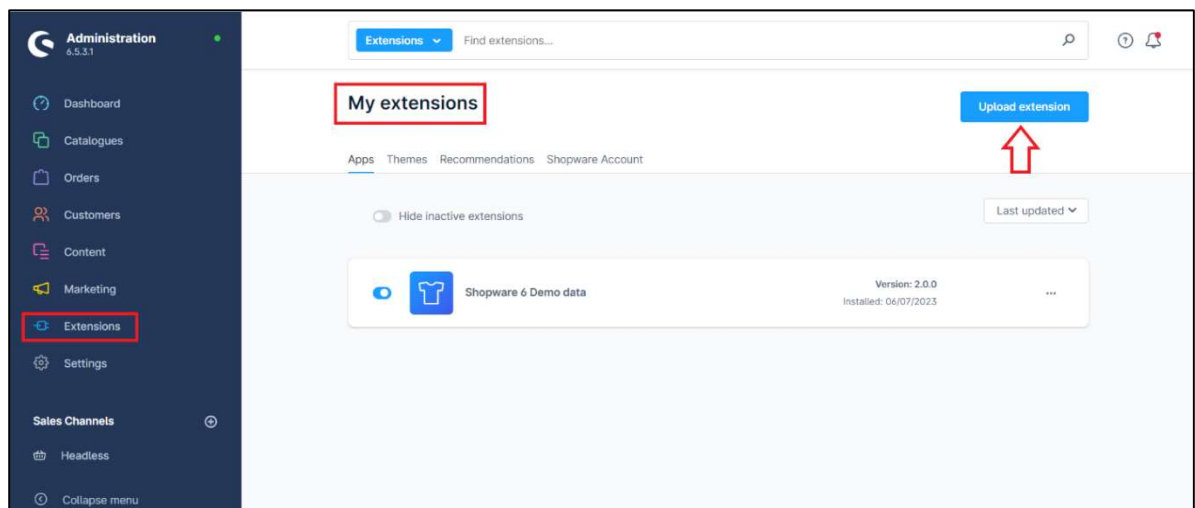 Administration
6.5.3.1
Dashboard
Catalogues
Orders
Customers
Content
Marketing
Extensions
Settings
Sales Channels
Headless
Collapse menu
Extensions Find extensions...
My extensions
Upload extension
Apps Themes Recommendations Shopware Account
Hide inactive extensions
Last updated
Shopware 6 Demo data
Version: 2.0.0
Installed: 06/07/2023